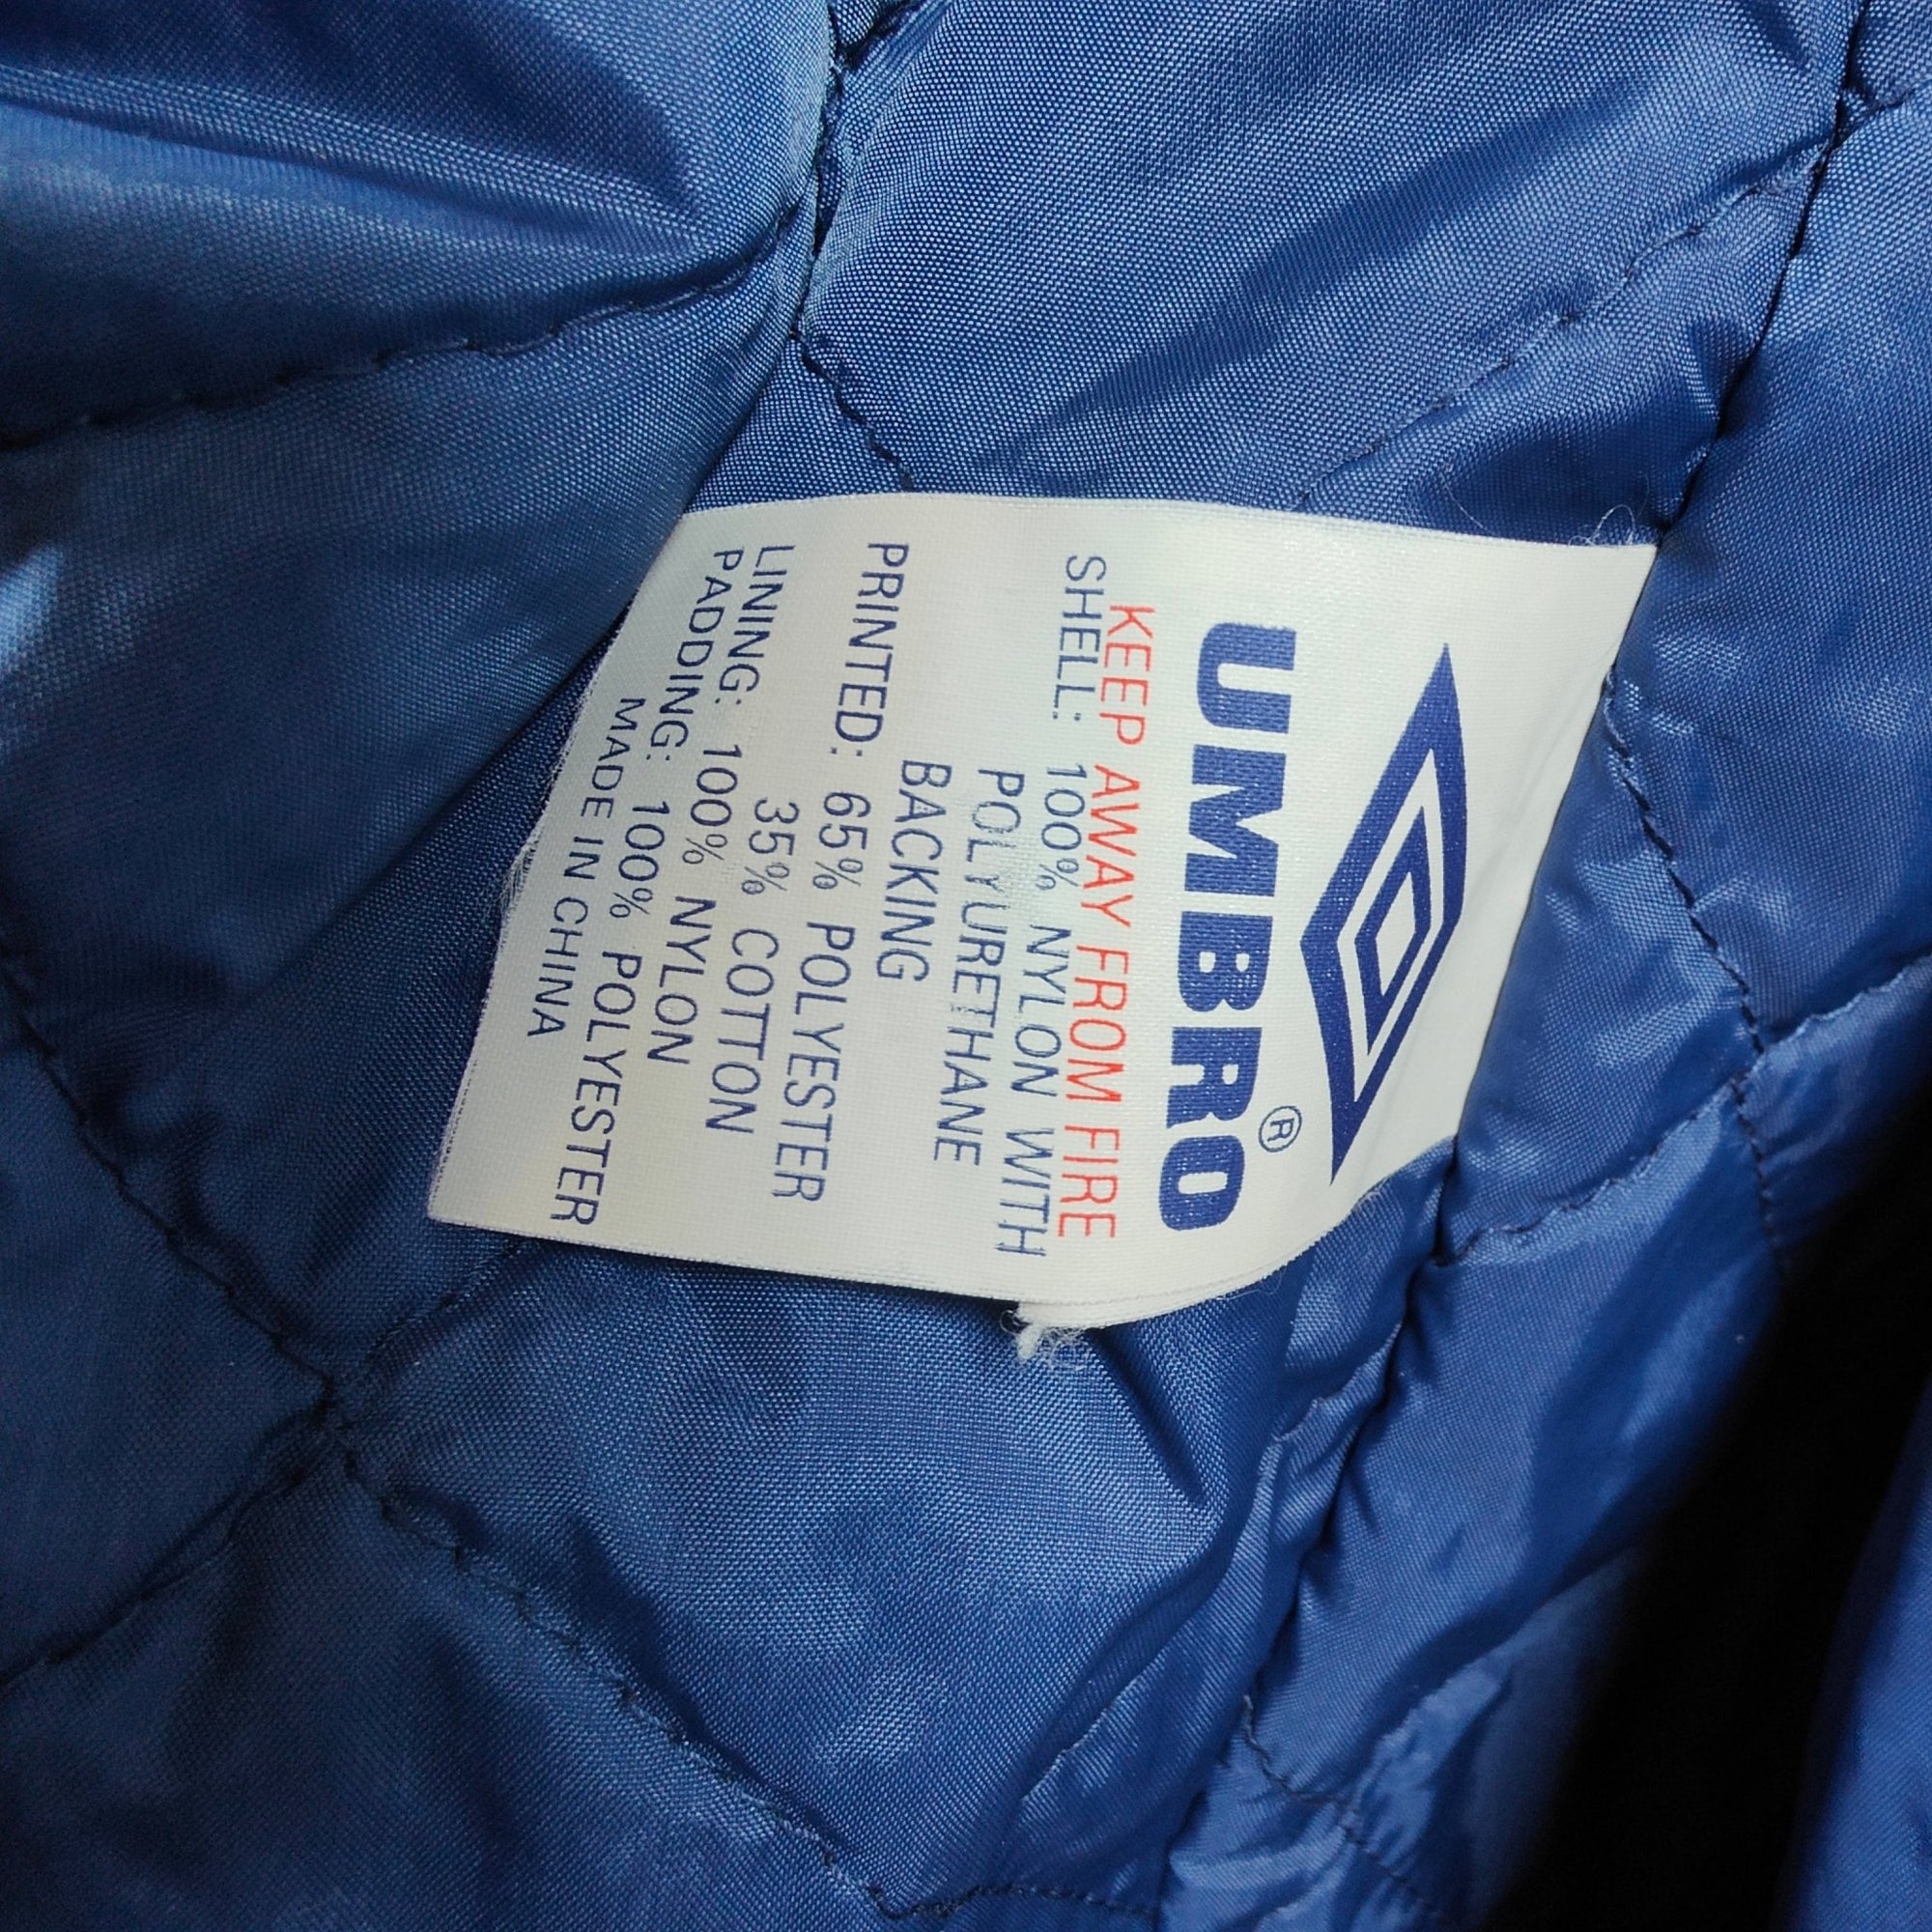 UMBRO®
KEEP AWAY FROM FIRE
SHELL: 100% NYLON WITH
POLYURETHANE
BACKING
PRINTED: 65% POLYESTER
35% COTTON
LINING: 100% NYLON
PADDING: 100% POLYESTER
MADE IN CHINA